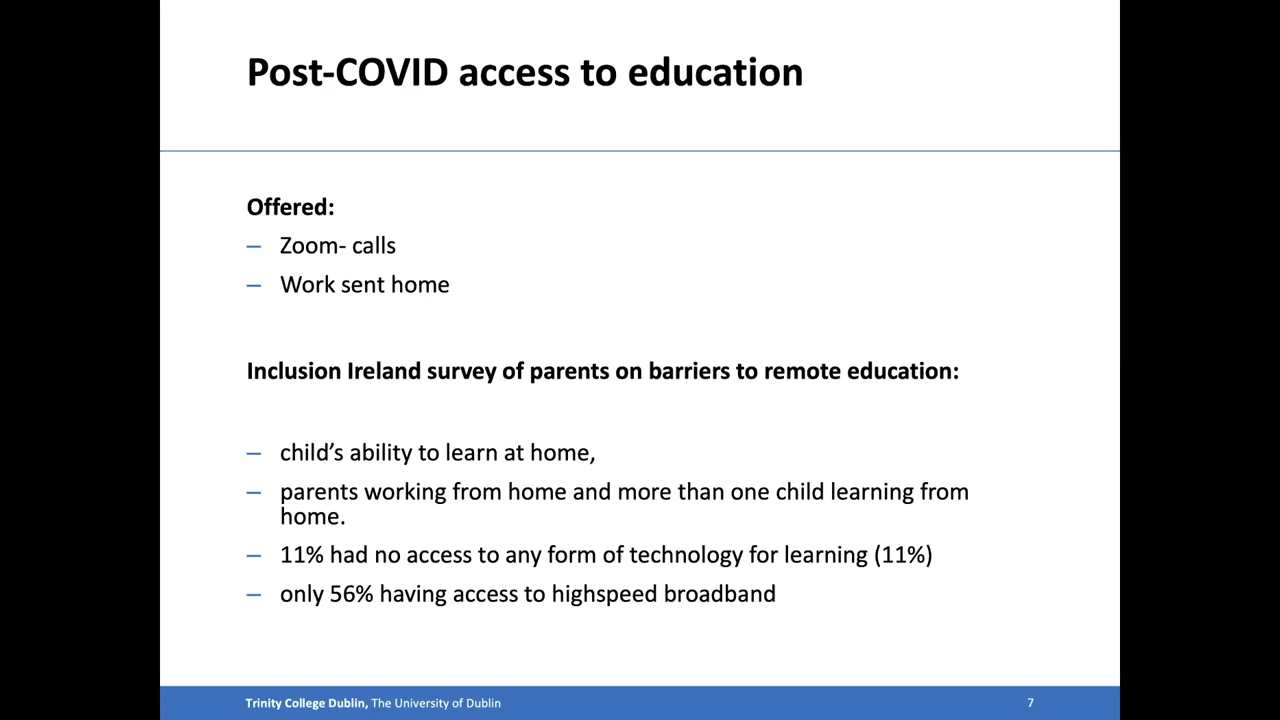 Post-COVID access to education
Offered:
– Zoom- calls
– Work sent home
Inclusion Ireland survey of parents on barriers to remote education:
– child’s ability to learn at home,
– parents working from home and more than one child learning from
home.
– 11% had no access to any form of technology for learning (11%)
– only 56% having access to highspeed broadband
Trinity College Dublin, The University of Dublin
7